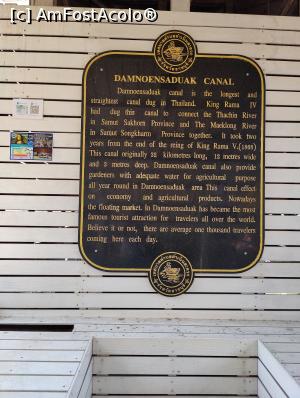 [c] AmFostAcolo®
DAMNOENSADUAK CANAL
Damnoensaduak canal is the longest and
straightest canal dug in Thailand. King Rama IV
had dug this canal to connect the Thachin River
in Samut Sakhorn Province and The Maeklong River
in Samut Songkharm Province together. It took two
years from the end of the reing of King Rama V.(1868)
This canal originally 32 kilometres long, 12 metres wide
and 3 metres deep. Damnoensaduak canal also provide
gardeners with adequate water for agricultural purpose
all year round in Damnoensaduak area This canal effect
on economy and agricultural products. Nowadays
the floating market. In Damnoensaduak has became the most
famous tourist attraction for travelers all over the world.
Believe it or not, there are average one thousand travelers
coming here each day.